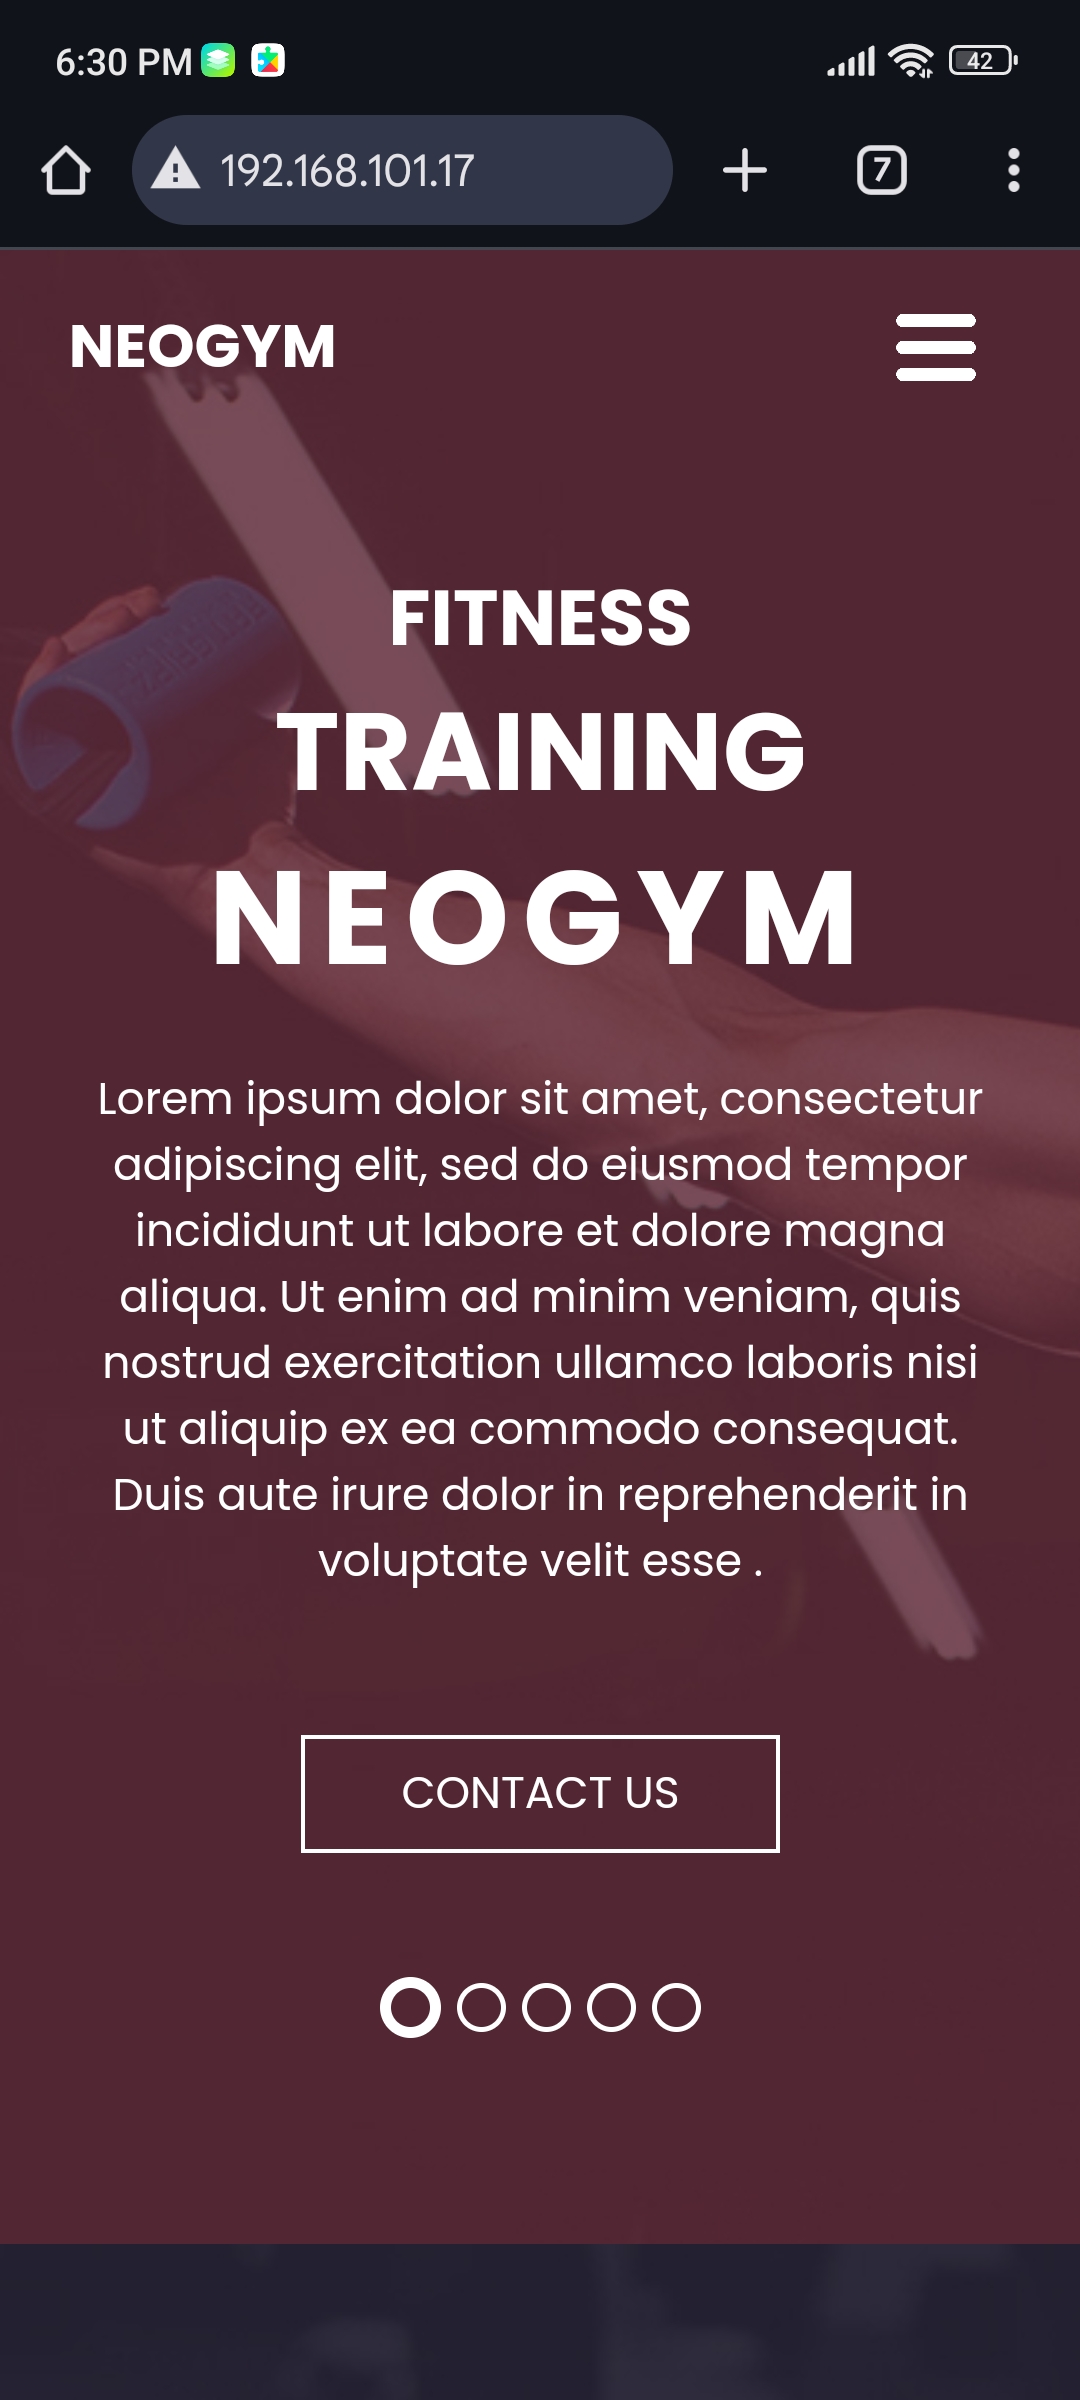 6:30 PM
42
192.168.101.17
7
NEOGYM
FITNESS
TRAINING
NEOGYM
Lorem ipsum dolor sit amet, consectetur
adipiscing elit, sed do eiusmod tempor
incididunt ut labore et dolore magna
aliqua. Ut enim ad minim veniam, quis
nostrud exercitation ullamco laboris nisi
ut aliquip ex ea commodo consequat.
Duis aute irure dolor in reprehenderit in
voluptate velit esse .
CONTACT US